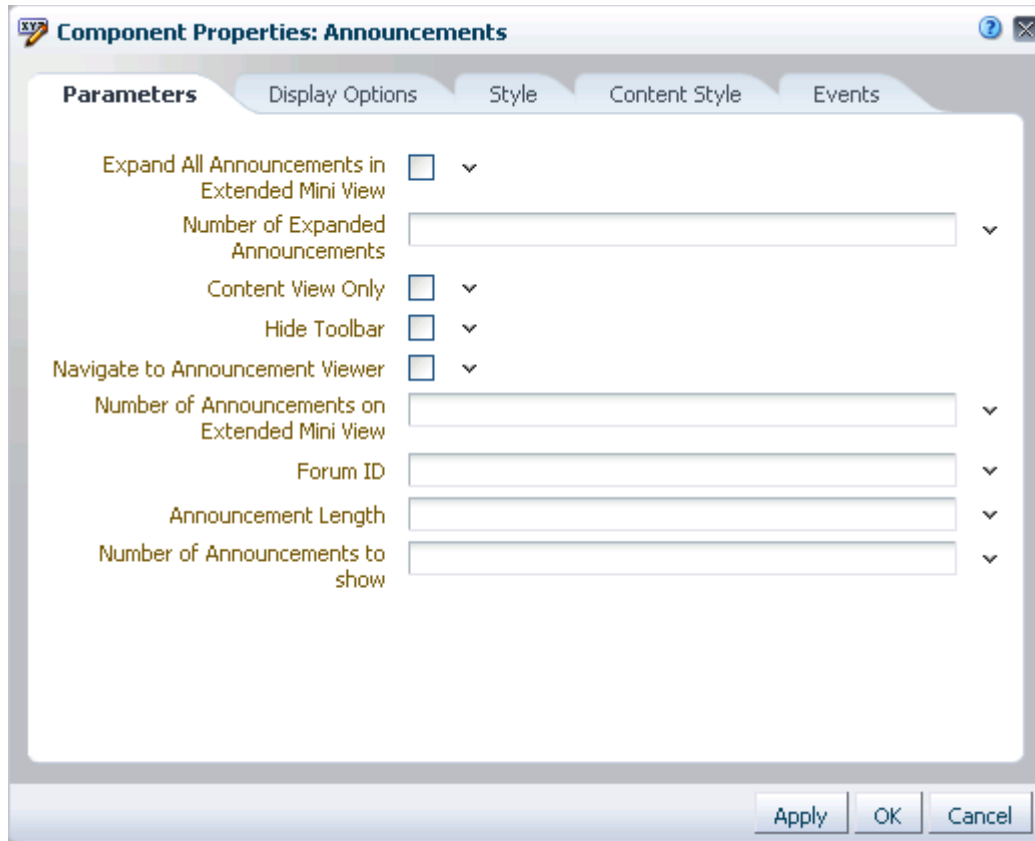 Component Properties: Announcements
Parameters Display Options Style Content Style Events
Expand All Announcements in
Extended Mini View
Number of Expanded
Announcements
Content View Only
Hide Toolbar
Navigate to Announcement Viewer
Number of Announcements on
Extended Mini View
Forum ID
Announcement Length
Number of Announcements to
show
Apply OK Cancel